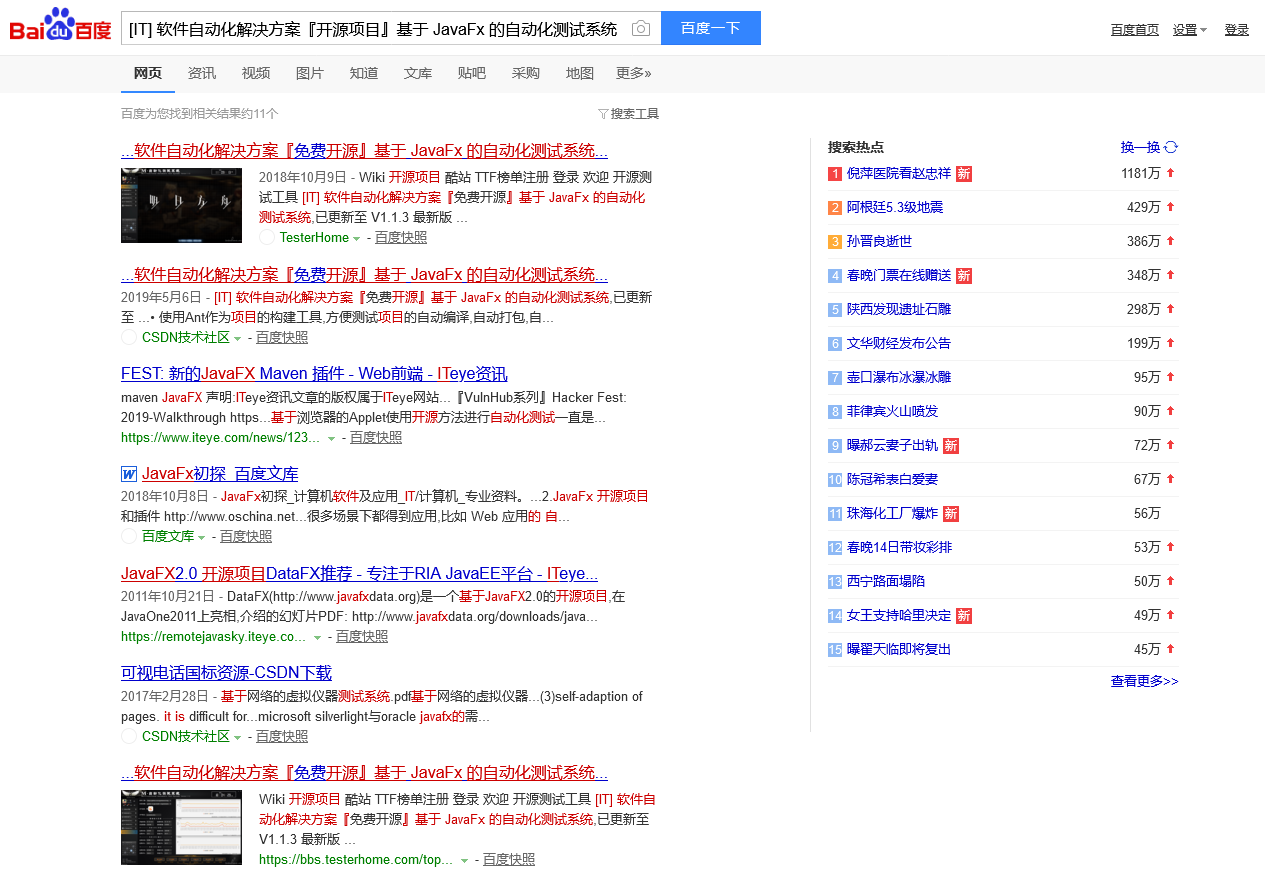 Bai du 百度
[IT] 软件自动化解决方案『开源项目』基于 JavaFx 的自动化测试系统
百度一下
百度首页 设置 登录
网页 资讯 视频 图片 知道 文库 贴吧 采购 地图 更多»
百度为您找到相关结果约11个
搜索工具
...软件自动化解决方案『免费开源』基于 JavaFx 的自动化测试系统...
2018年10月9日 - Wiki 开源项目 酷站 TTF榜单注册 登录 欢迎 开源测
试工具 [IT] 软件自动化解决方案『免费开源』基于 JavaFx 的自动化
测试系统,已更新至 V1.1.3 最新版 ...
TesterHome - 百度快照
...软件自动化解决方案『免费开源』基于 JavaFx 的自动化测试系统...
2019年5月6日 - [IT] 软件自动化解决方案『免费开源』基于 JavaFx 的自动化测试系统,已更新
至 ...• 使用Ant作为项目的构建工具,方便测试项目的自动编译,自动打包,自...
CSDN技术社区 - 百度快照
FEST: 新的JavaFX Maven 插件 - Web前端 - ITeye资讯
maven JavaFX 声明:ITeye资讯文章的版权属于ITeye网站...『VulnHub系列』Hacker Fest:
2019-Walkthrough https...基于浏览器的Applet使用开源方法进行自动化测试一直是...
https://www.iteye.com/news/123... - 百度快照
W JavaFx初探_百度文库
2018年10月8日 - JavaFx初探_计算机软件及应用_IT/计算机_专业资料。...2.JavaFX 开源项目
和插件 http://www.oschina.net...很多场景下都得到应用,比如 Web 应用的 自...
百度文库 - 百度快照
JavaFX2.0 开源项目DataFX推荐 - 专注于RIA JavaEE平台 - ITeye...
2011年10月21日 - DataFX(http://www.javafxdata.org)是一个基于JavaFX2.0的开源项目,在
JavaOne2011上亮相,介绍的幻灯片PDF: http://www.javafxdata.org/downloads/java...
https://remotejavasky.iteye.co... - 百度快照
可视电话国标资源-CSDN下载
2017年2月28日 - 基于网络的虚拟仪器测试系统.pdf基于网络的虚拟仪器...(3)self-adaption of
pages. it is difficult for...microsoft silverlight与oracle javafx的需...
CSDN技术社区 - 百度快照
...软件自动化解决方案『免费开源』基于 JavaFx 的自动化测试系统...
Wiki 开源项目 酷站 TTF榜单注册 登录 欢迎 开源测试工具 [IT] 软件自
动化解决方案『免费开源』基于 JavaFx 的自动化测试系统,已更新至
V1.1.3 最新版 ...
https://bbs.testerhome.com/top... - 百度快照
搜索热点 换一换
1 倪萍医院看赵忠祥 新 1181万
2 阿根廷5.3级地震 429万
3 孙晋良逝世 386万
4 春晚门票在线赠送 新 348万
5 陕西发现遗址石雕 298万
6 文华财经发布公告 199万
7 壶口瀑布冰瀑冰雕 95万
8 菲律宾火山喷发 90万
9 曝郝云妻子出轨 新 72万
10 陈冠希表白爱妻 67万
11 珠海化工厂爆炸 新 56万
12 春晚14日带妆彩排 53万
13 西宁路面塌陷 50万
14 女王支持哈里决定 新 49万
15 曝翟天临即将复出 45万
查看更多>>